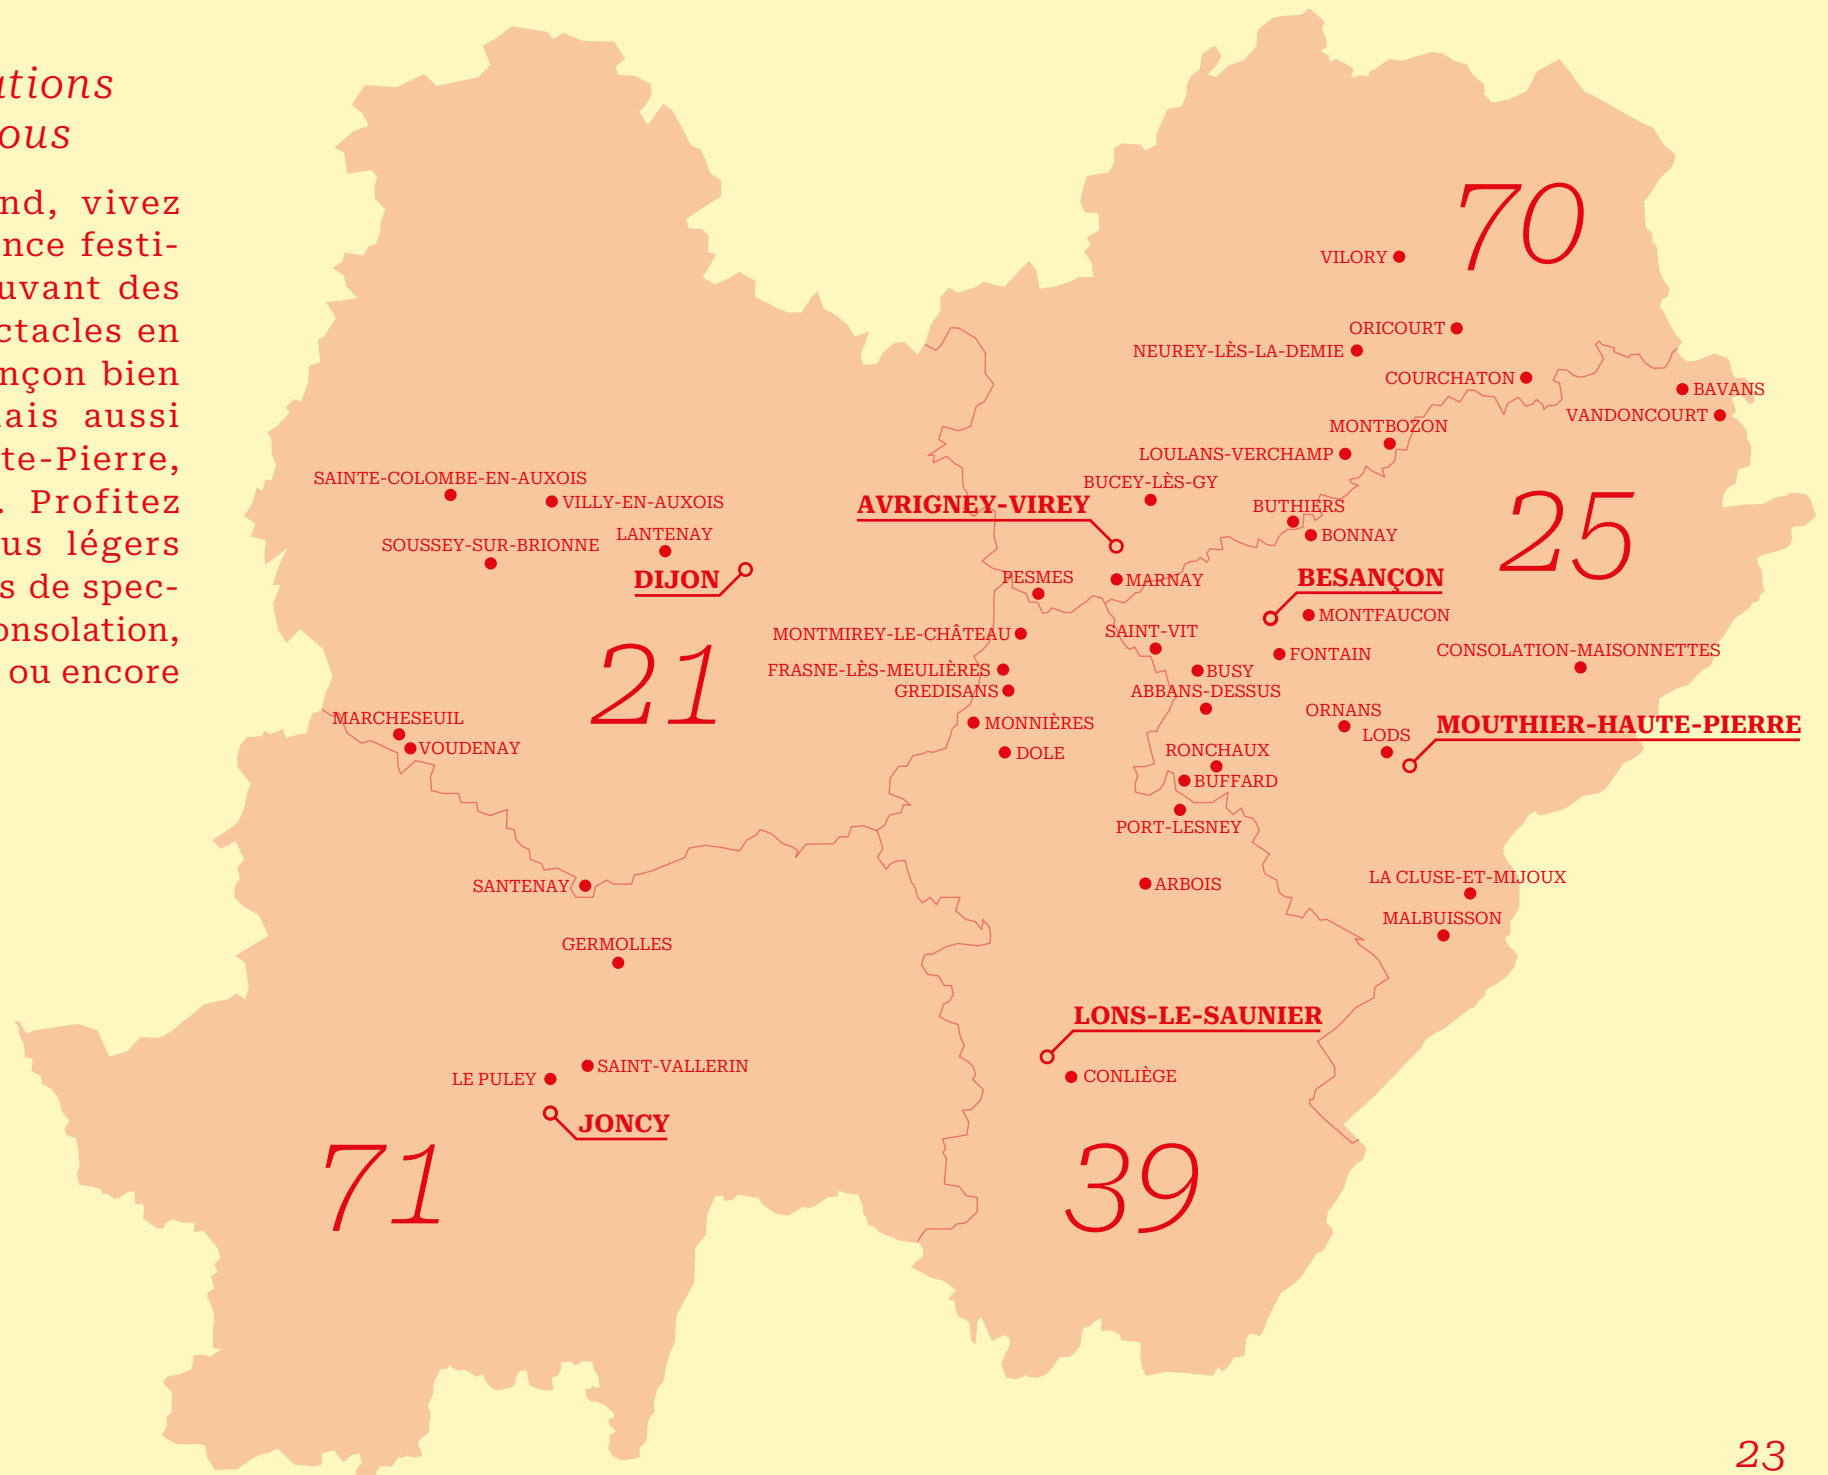 ations
ous
nd, vivez
nce festi-
uvant des
ctacles en
nçon bien
ais aussi
te-Pierre,
. Profitez
us légers
s de spec-
onsolation,
ou encore
70
VILORY
ORICOURT
NEUREY-LÈS-LA-DEMIE
COURCHATON
BAVANS
VANDONCOURT
MONTBOZON
LOULANS-VERCHAMP
BUCEY-LÈS-GY
SAINTE-COLOMBE-EN-AUXOIS
VILLY-EN-AUXOIS
AVRIGNEY-VIREY
BUTHIERS
25
LANTENAY
BONNAY
SOUSSEY-SUR-BRIONNE
DIJON
PESMES
MARNAY
BESANÇON
MONTFAUCON
MONTMIREY-LE-CHÂTEAU
SAINT-VIT
FONTAIN
CONSOLATION-MAISONNETTES
FRASNE-LÈS-MEULIÈRES
BUSY
21
GREDISANS
ABBANS-DESSUS
ORNANS
MARCHESEUIL
MONNIÈRES
MOUTHIER-HAUTE-PIERRE
LODS
VOUDENAY
DOLE
RONCHAUX
BUFFARD
PORT-LESNEY
SANTENAY
ARBOIS
LA CLUSE-ET-MIJOUX
MALBUISSON
GERMOLLES
LONS-LE-SAUNIER
SAINT-VALLERIN
LE PULEY
CONLIÈGE
JONCY
71
39
23